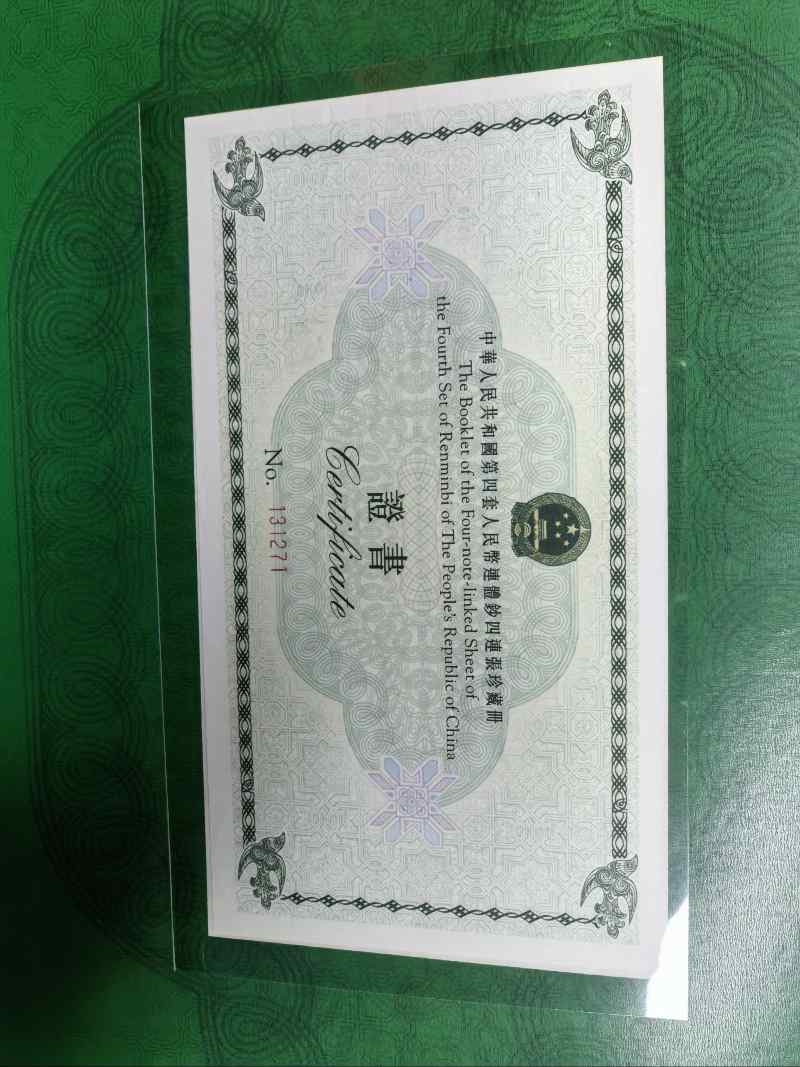 中華人民共和國第四套人民幣連體鈔四連張珍藏冊
The Booklet of the Four-note-linked Sheet of
the Fourth Set of Renminbi of The People's Republic of China
證書
Certificate
No. 131271